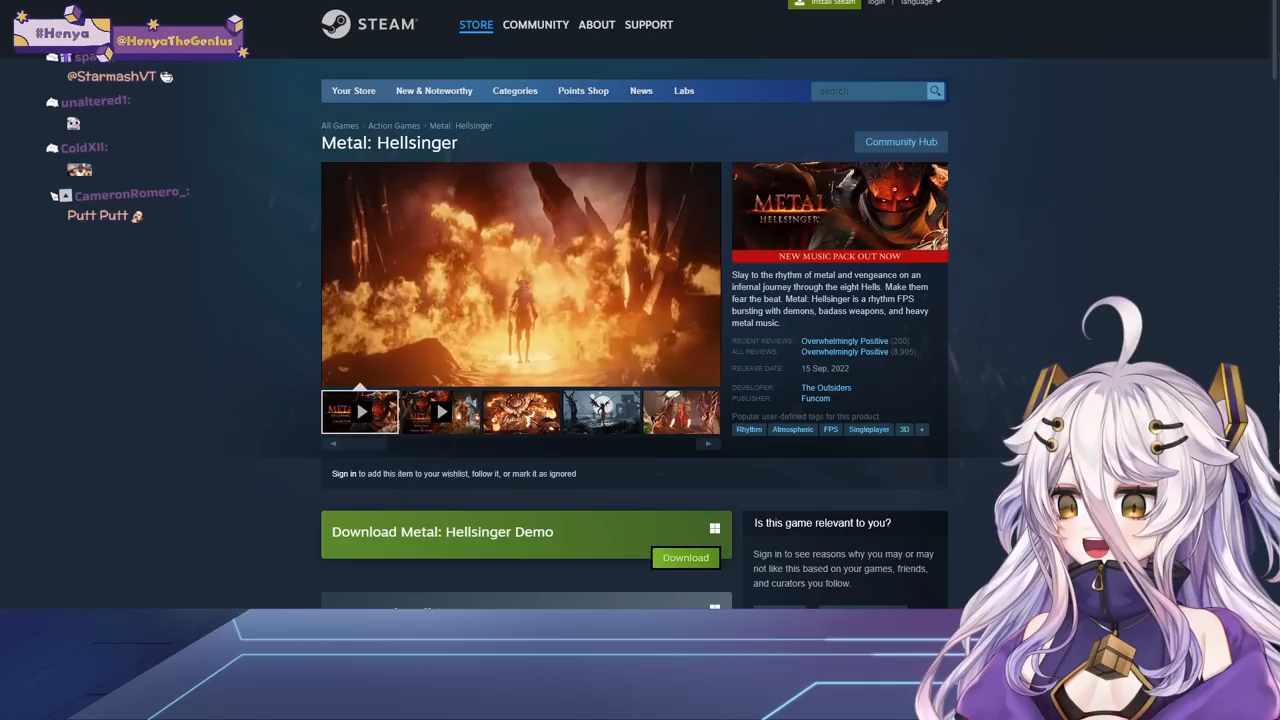 #Henya
@HenyaTheGenius
@StarmashVT
unaltered1:
ColdXII:
CameronRomero_:
Putt Putt
STEAM
STORE
COMMUNITY
ABOUT
SUPPORT
Install Steam
login
language
Your Store
New & Noteworthy
Categories
Points Shop
News
Labs
search
All Games > Action Games > Metal: Hellsinger
Metal: Hellsinger
Community Hub
METAL
HELLSINGER
NEW MUSIC PACK OUT NOW
Slay to the rhythm of metal and vengeance on an
infernal journey through the eight Hells. Make them
fear the beat. Metal: Hellsinger is a rhythm FPS
bursting with demons, badass weapons, and heavy
metal music.
RECENT REVIEWS: Overwhelmingly Positive (200)
ALL REVIEWS: Overwhelmingly Positive (8,905)
RELEASE DATE: 15 Sep, 2022
DEVELOPER: The Outsiders
PUBLISHER: Funcom
Popular user-defined tags for this product:
Rhythm Atmospheric FPS Singleplayer 3D +
Sign in to add this item to your wishlist, follow it, or mark it as ignored
Download Metal: Hellsinger Demo
Download
Is this game relevant to you?
Sign in to see reasons why you may or may
not like this based on your games, friends,
and curators you follow.